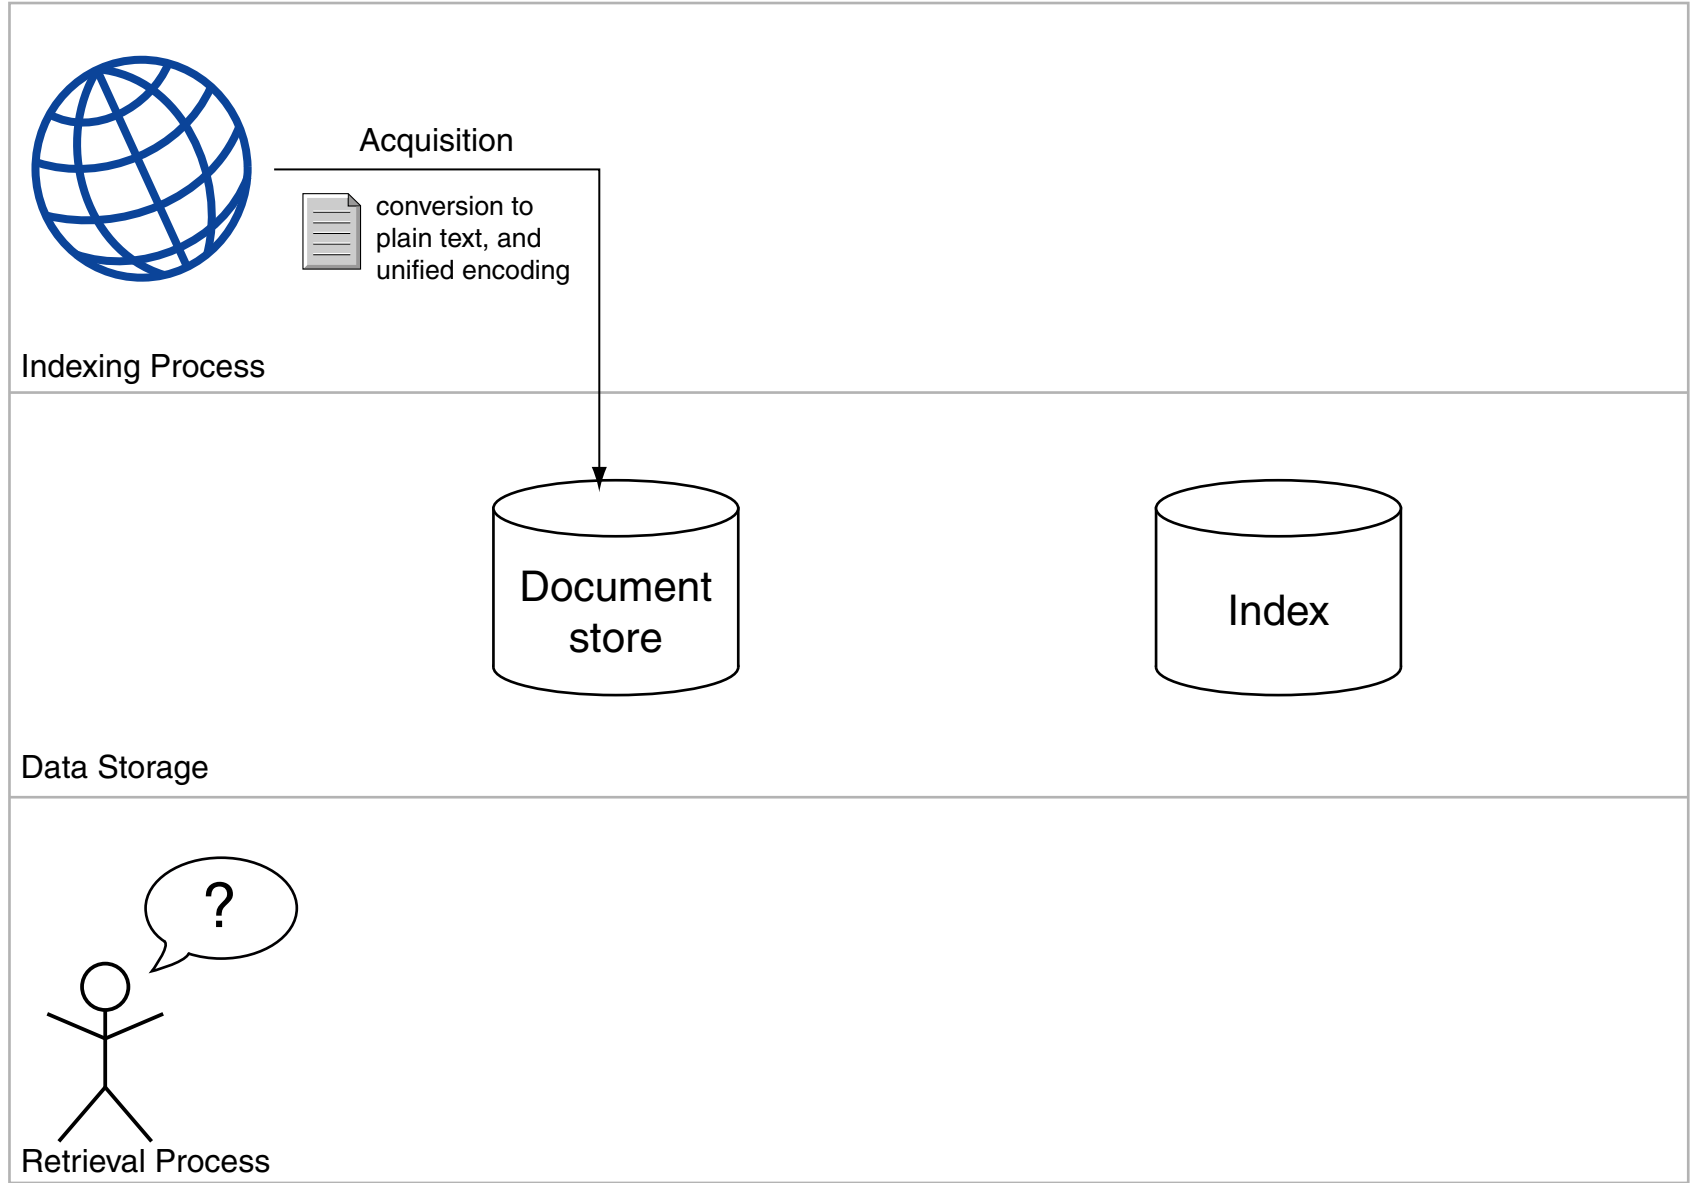 Acquisition
conversion to
plain text, and
unified encoding
Indexing Process
Document
store
Index
Data Storage
?
Retrieval Process